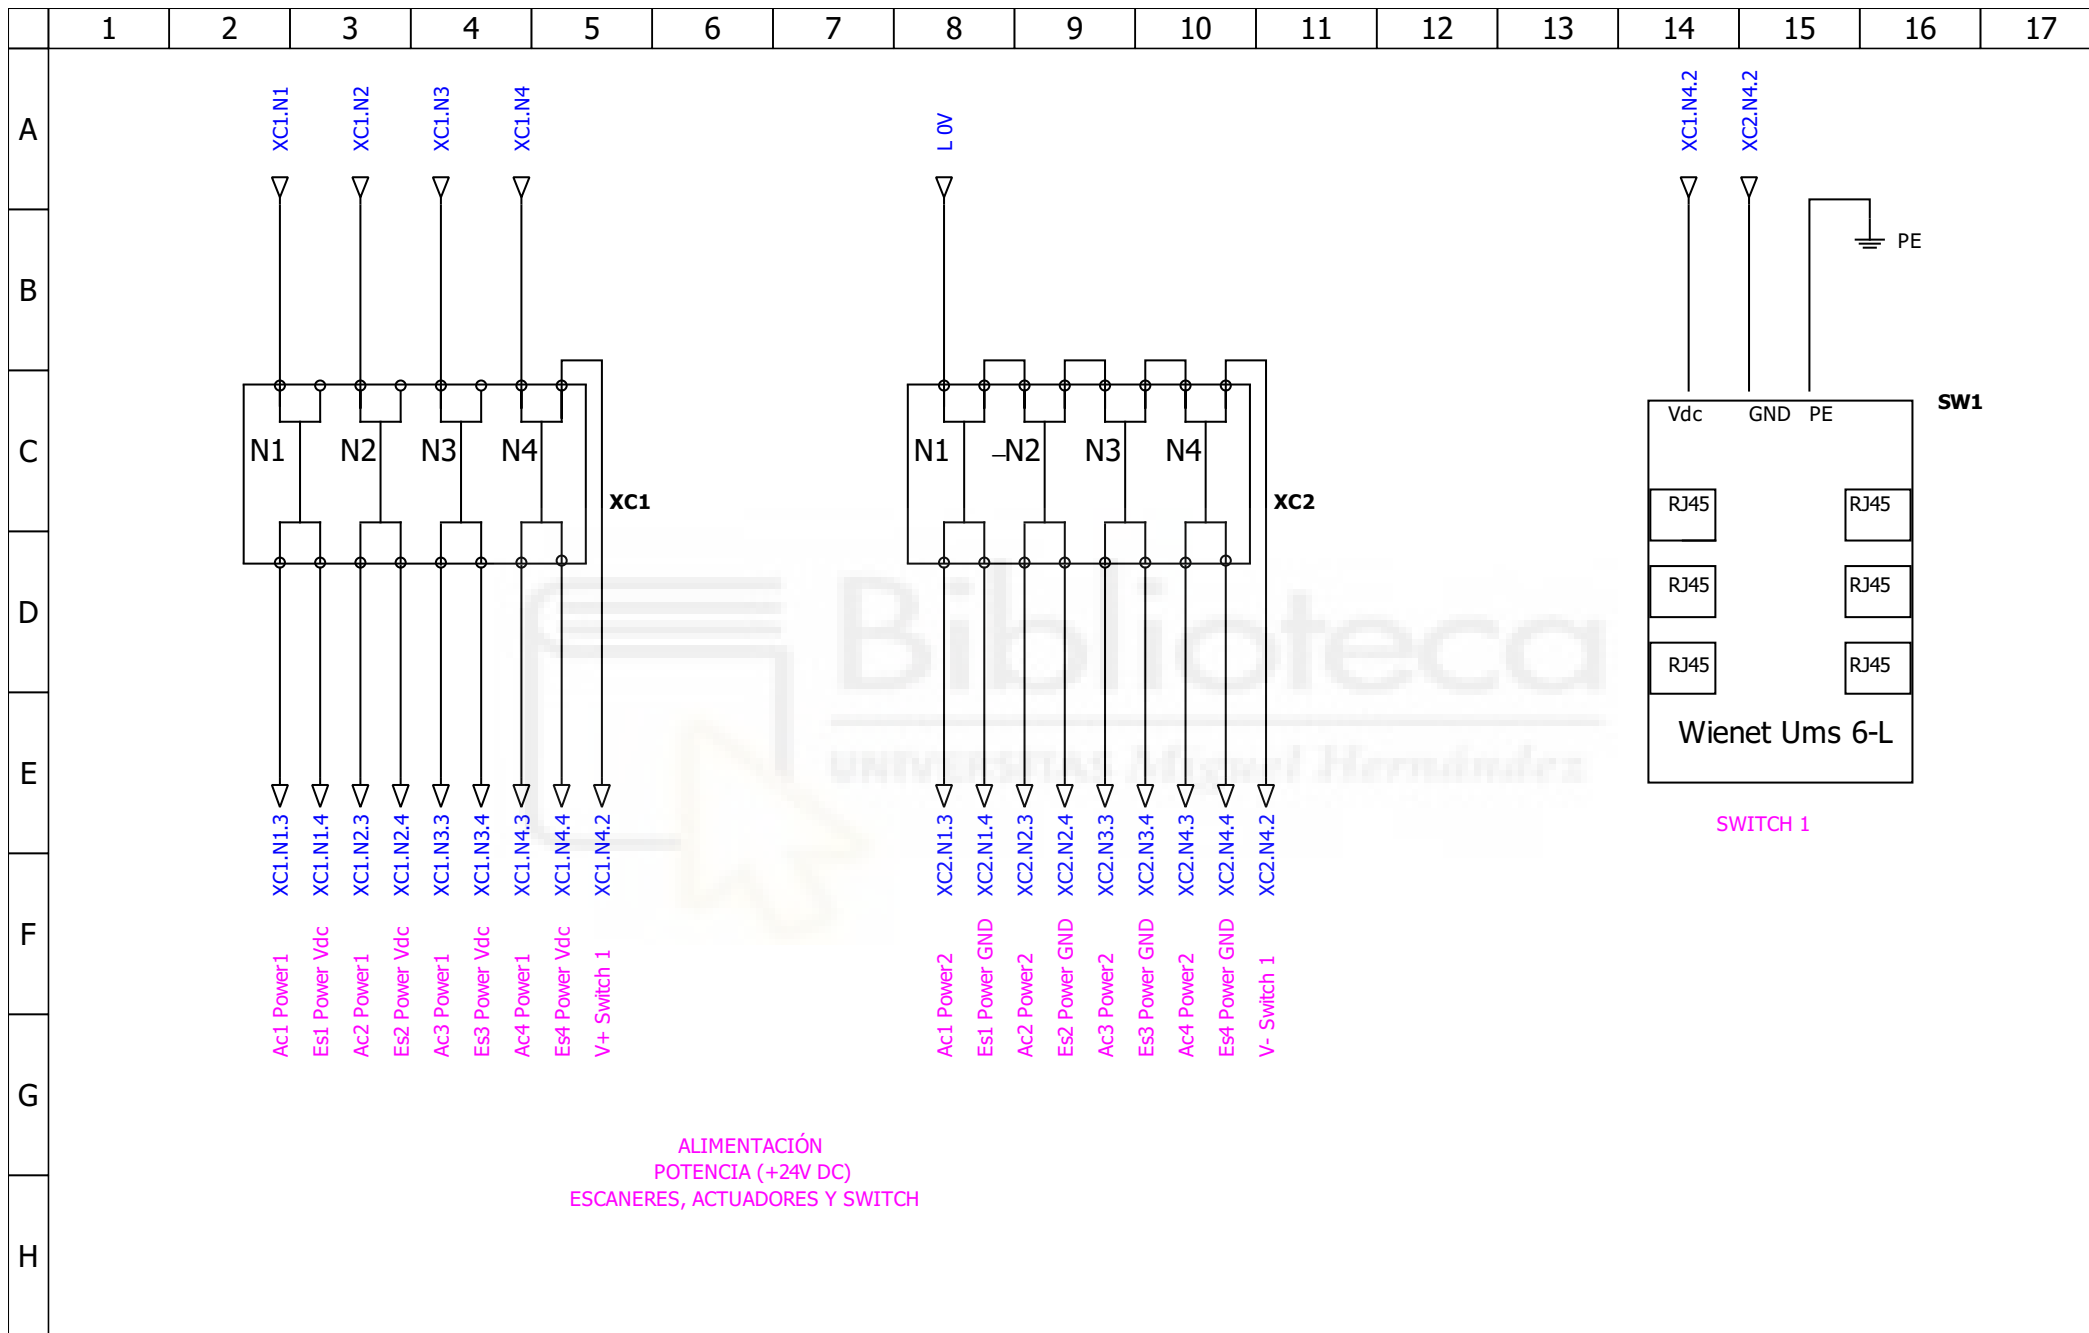 1 2 3 4 5 6 7 8 9 10 11 12 13 14 15 16 17
A
B
C
D
E
F
G
H
XC1.N1
XC1.N2
XC1.N3
XC1.N4
L 0V
XC1.N4.2
XC2.N4.2
PE
N1 N2 N3 N4
XC1
N1 –N2 N3 N4
XC2
Vdc GND PE
SW1
RJ45 RJ45
RJ45 RJ45
RJ45 RJ45
Wienet Ums 6-L
SWITCH 1
XC1.N1.3
XC1.N1.4
XC1.N2.3
XC1.N2.4
XC1.N3.3
XC1.N3.4
XC1.N4.3
XC1.N4.4
XC1.N4.2
XC2.N1.3
XC2.N1.4
XC2.N2.3
XC2.N2.4
XC2.N3.3
XC2.N3.4
XC2.N4.3
XC2.N4.4
XC2.N4.2
Ac1 Power1
Es1 Power Vdc
Ac2 Power1
Es2 Power Vdc
Ac3 Power1
Es3 Power Vdc
Ac4 Power1
Es4 Power Vdc
V+ Switch 1
Ac1 Power2
Es1 Power GND
Ac2 Power2
Es2 Power GND
Ac3 Power2
Es3 Power GND
Ac4 Power2
Es4 Power GND
V- Switch 1
Biblioteca
UNIVERSITAS Miguel Hernández
ALIMENTACIÓN
POTENCIA (+24V DC)
ESCANERES, ACTUADORES Y SWITCH